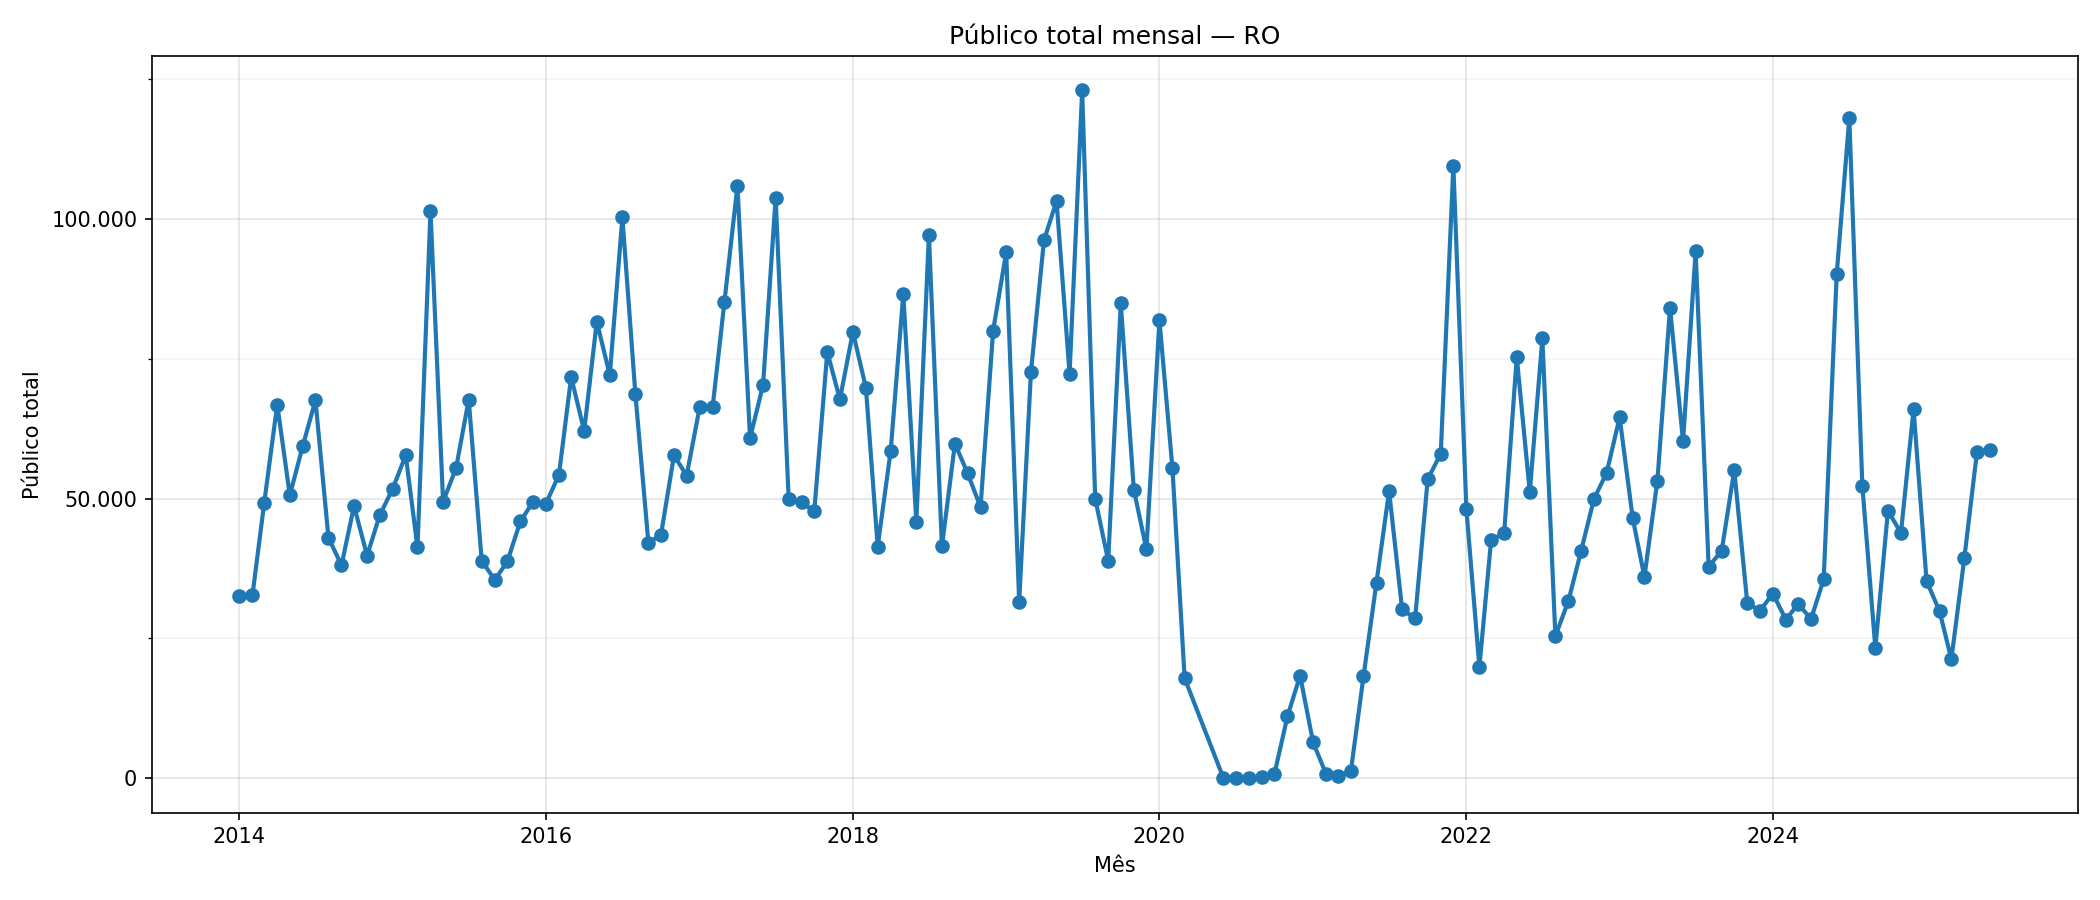 Público total mensal — RO
Público total
100.000
50.000
0
2014 2016 2018 2020 2022 2024
Mês